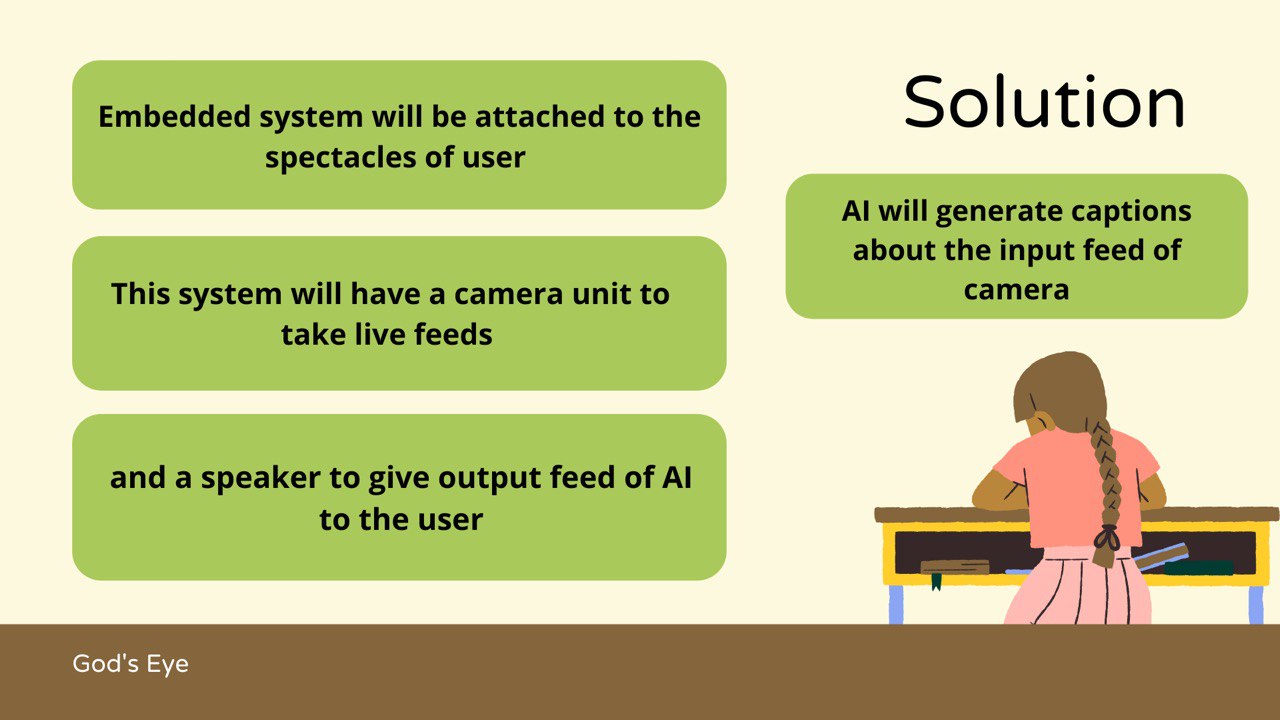 Solution
Embedded system will be attached to the
spectacles of user
This system will have a camera unit to
take live feeds
and a speaker to give output feed of AI
to the user
AI will generate captions
about the input feed of
camera
God's Eye